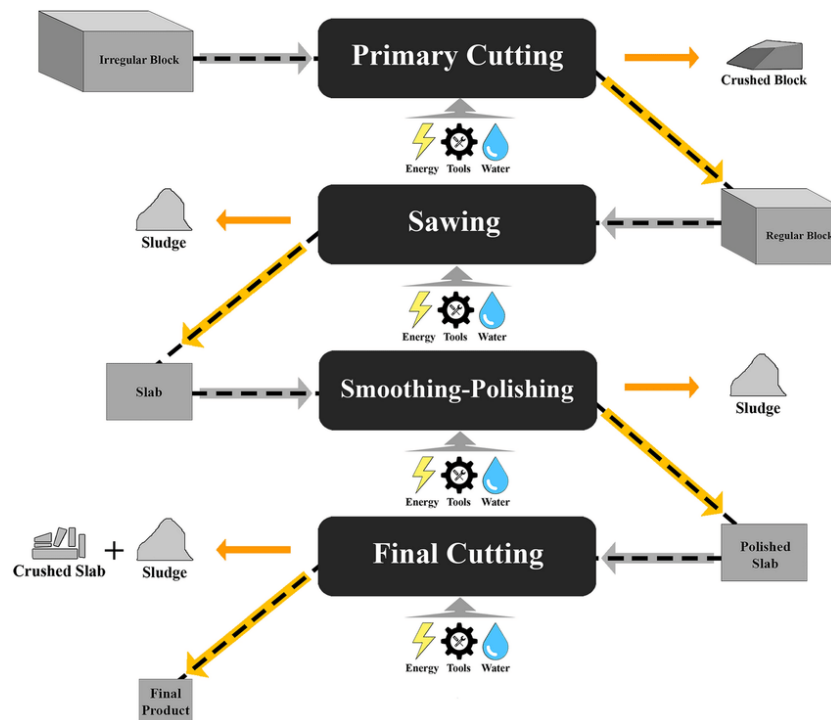 Irregular Block
Primary Cutting
Crushed Block
Energy Tools Water
Sludge
Sawing
Regular Block
Energy Tools Water
Slab
Smoothing-Polishing
Sludge
Energy Tools Water
Crushed Slab + Sludge
Final Cutting
Polished
Slab
Energy Tools Water
Final
Product